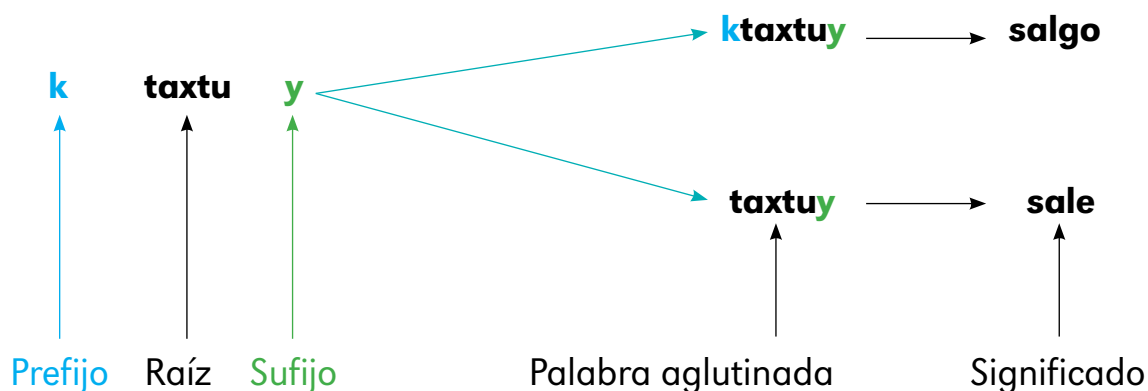 ktaxtuy salgo
k taxtu y
taxtuy sale
Prefijo Raíz Sufijo Palabra aglutinada Significado